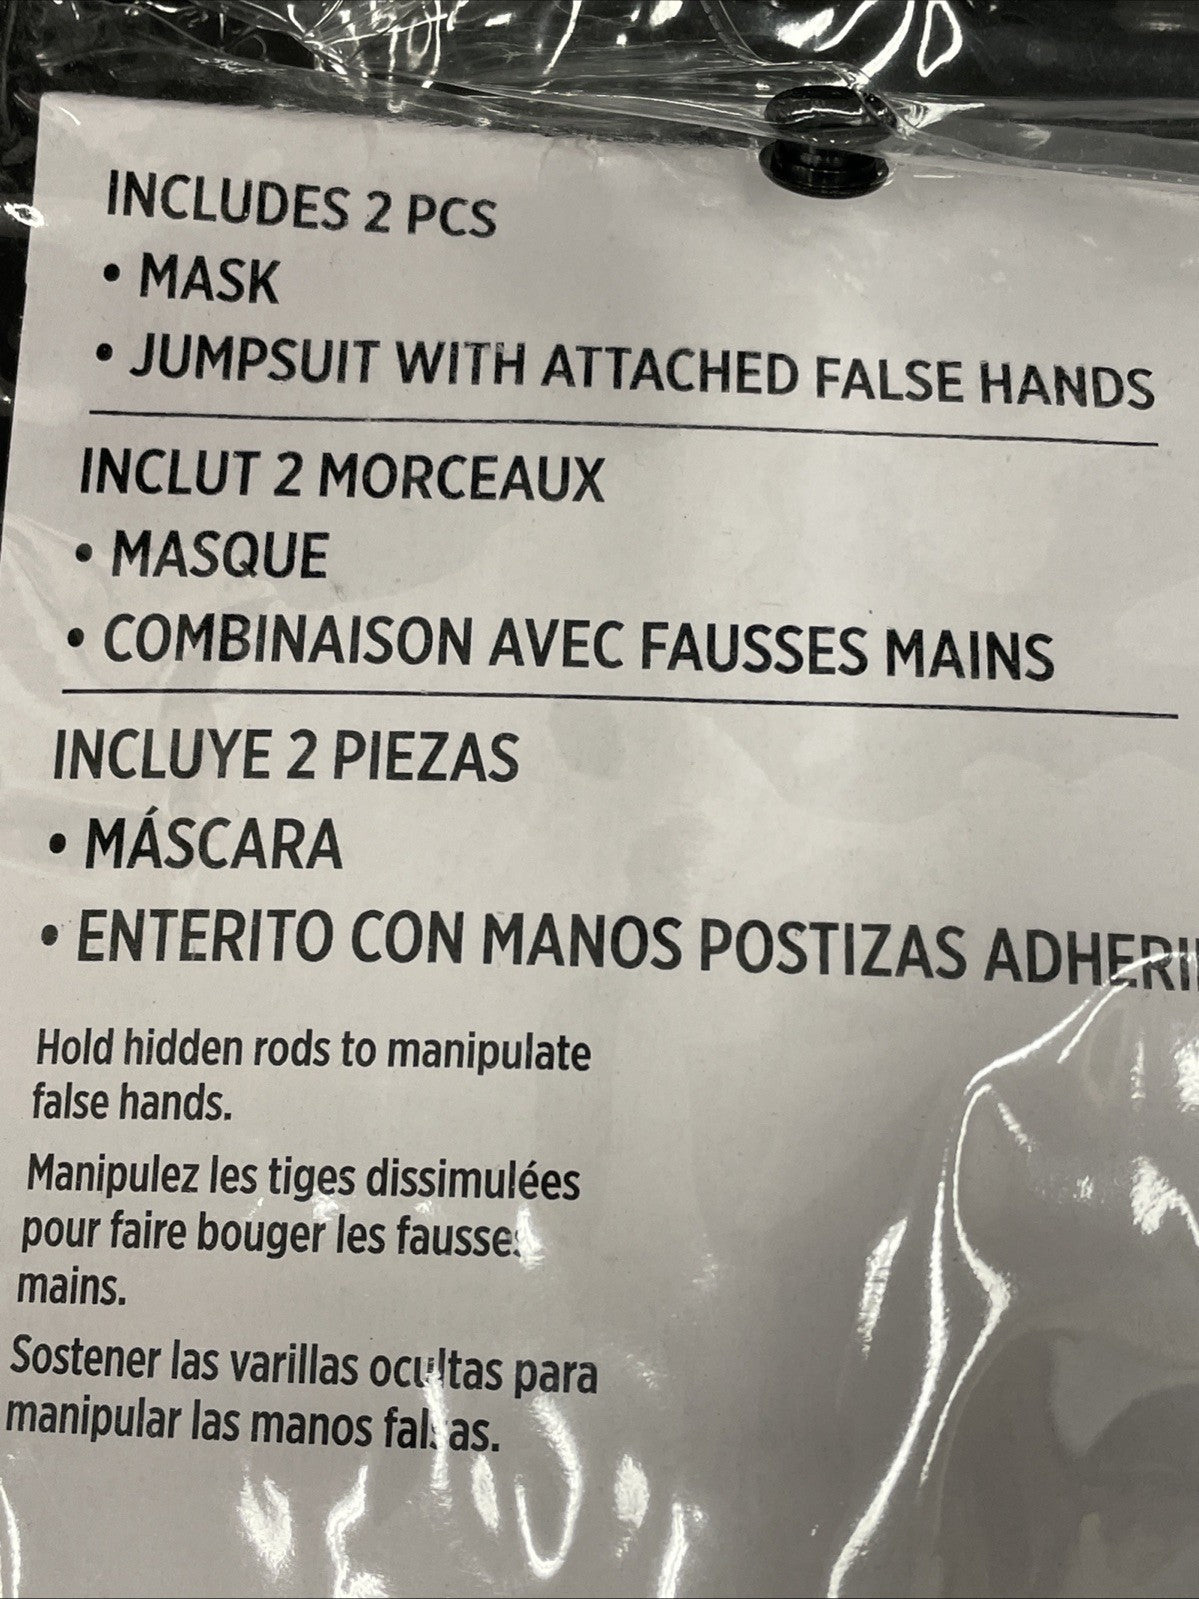 INCLUDES 2 PCS
• MASK
• JUMPSUIT WITH ATTACHED FALSE HANDS
INCLUT 2 MORCEAUX
• MASQUE
• COMBINAISON AVEC FAUSSES MAINS
INCLUYE 2 PIEZAS
• MÁSCARA
• ENTERITO CON MANOS POSTIZAS
Hold hidden rods to manipulate
false hands.
Manipulez les tiges dissimulées
pour faire bouger les fausses
mains.
Sostener las varillas ocultas para
manipular las manos falsas.